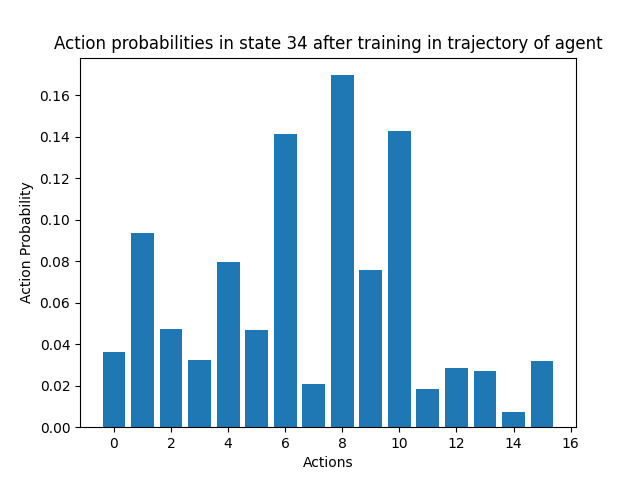 Action probabilities in state 34 after training in trajectory of agent
0.16
0.14
0.12
0.10
0.08
0.06
0.04
0.02
0.00
Action Probability
0 2 4 6 8 10 12 14 16
Actions